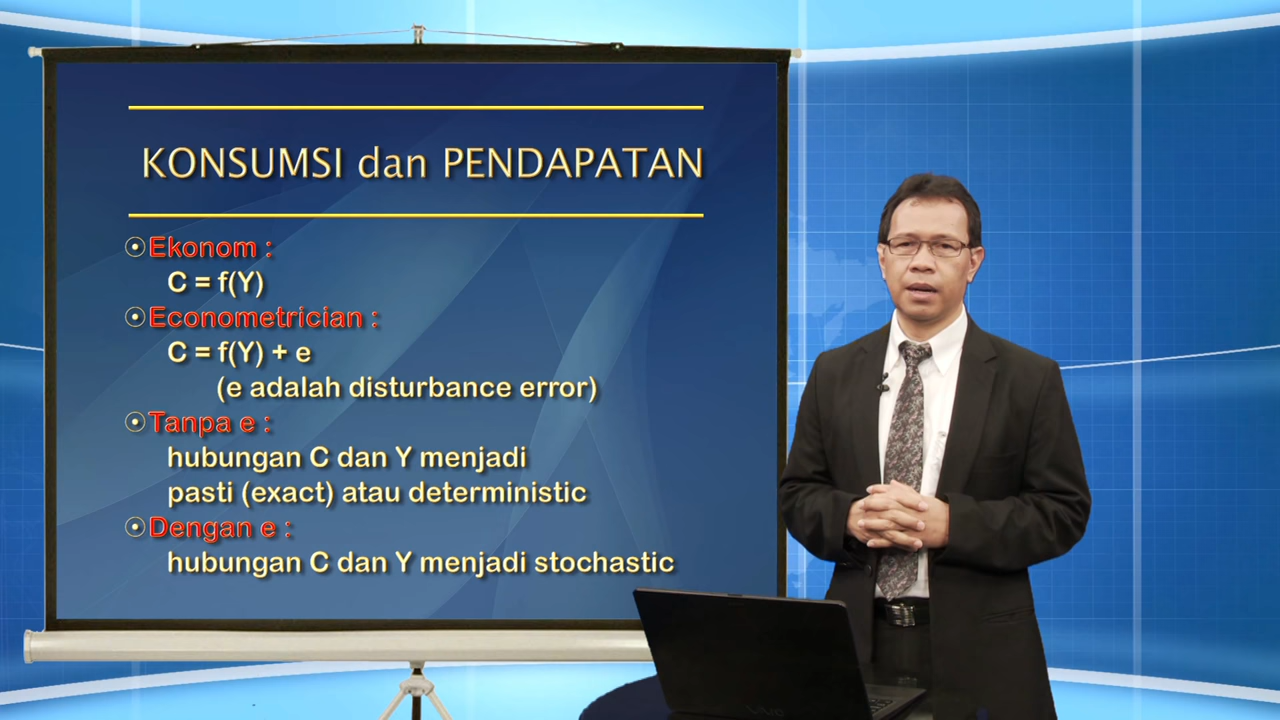 KONSUMSI dan PENDAPATAN
Ekonom :
C = f(Y)
Econometrician :
C = f(Y) + e
(e adalah disturbance error)
Tanpa e :
hubungan C dan Y menjadi
pasti (exact) atau deterministic
Dengan e :
hubungan C dan Y menjadi stochastic
VAIO